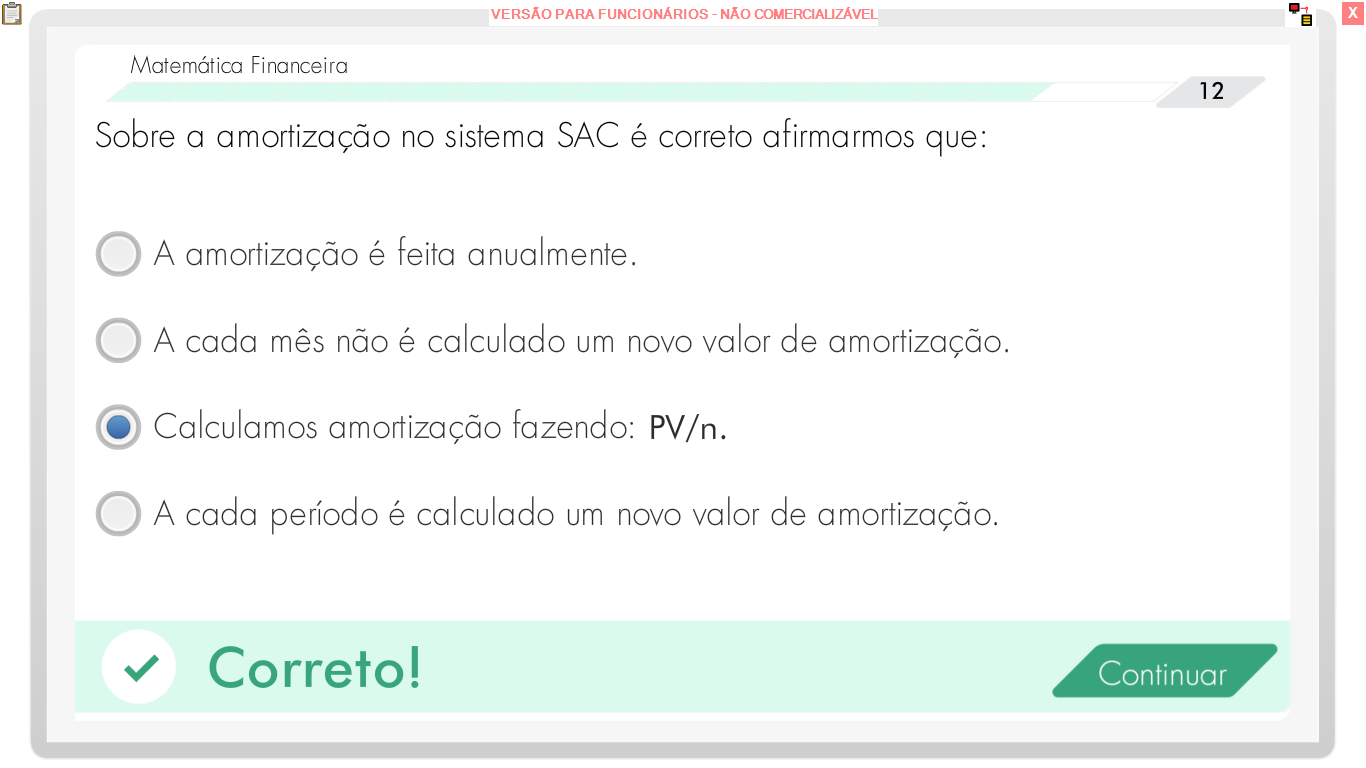 VERSÃO PARA FUNCIONÁRIOS - NÃO COMERCIALIZÁVEL
X
Matemática Financeira
12
Sobre a amortização no sistema SAC é correto afirmarmos que:
A amortização é feita anualmente.
A cada mês não é calculado um novo valor de amortização.
Calculamos amortização fazendo: PV/n.
A cada período é calculado um novo valor de amortização.
Correto!
Continuar